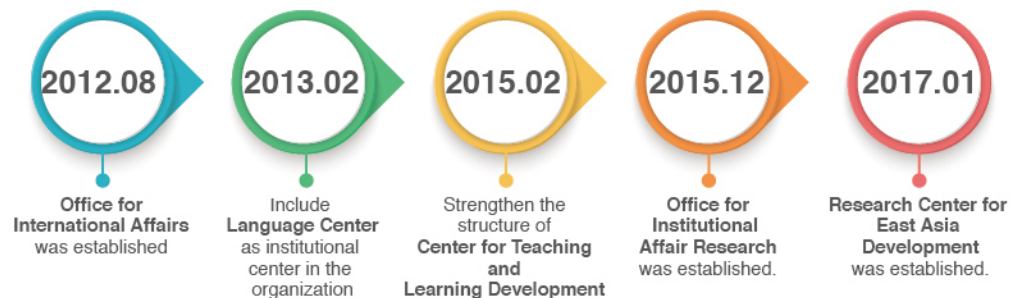 2012.08
Office for
International Affairs
was established
2013.02
Include
Language Center
as institutional
center in the
organization
2015.02
Strengthen the
structure of
Center for Teaching
and
Learning Development
2015.12
Office for
Institutional
Affair Research
was established.
2017.01
Research Center for
East Asia
Development
was established.